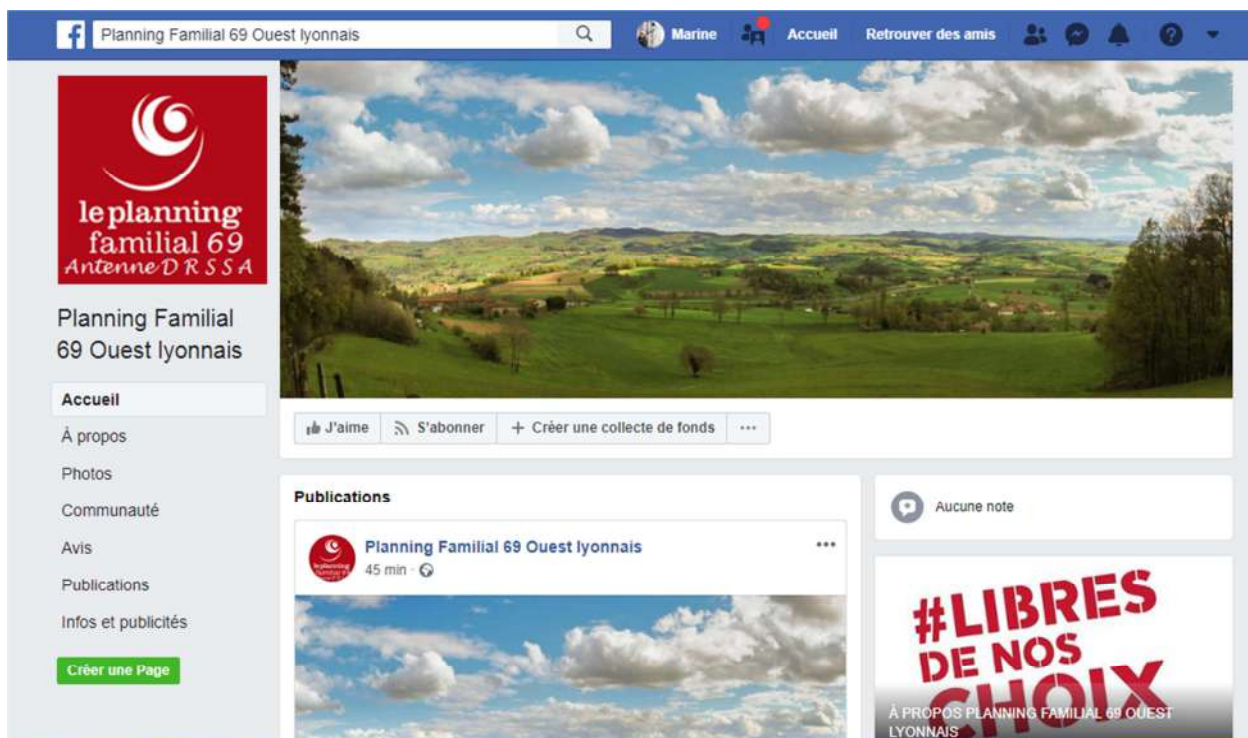 Planning Familial 69 Ouest lyonnais
Marine
Accueil
Retrouver des amis
le planning
familial 69
Antenne D R S S A
Planning Familial
69 Ouest lyonnais
Accueil
À propos
Photos
Communauté
Avis
Publications
Infos et publicités
Créer une Page
J'aime
S'abonner
+ Créer une collecte de fonds
Publications
Planning Familial 69 Ouest lyonnais
45 min
Aucune note
#LIBRES
DE NOS
CHOIX
À PROPOS PLANNING FAMILIAL 69 OUEST
LYONNAIS